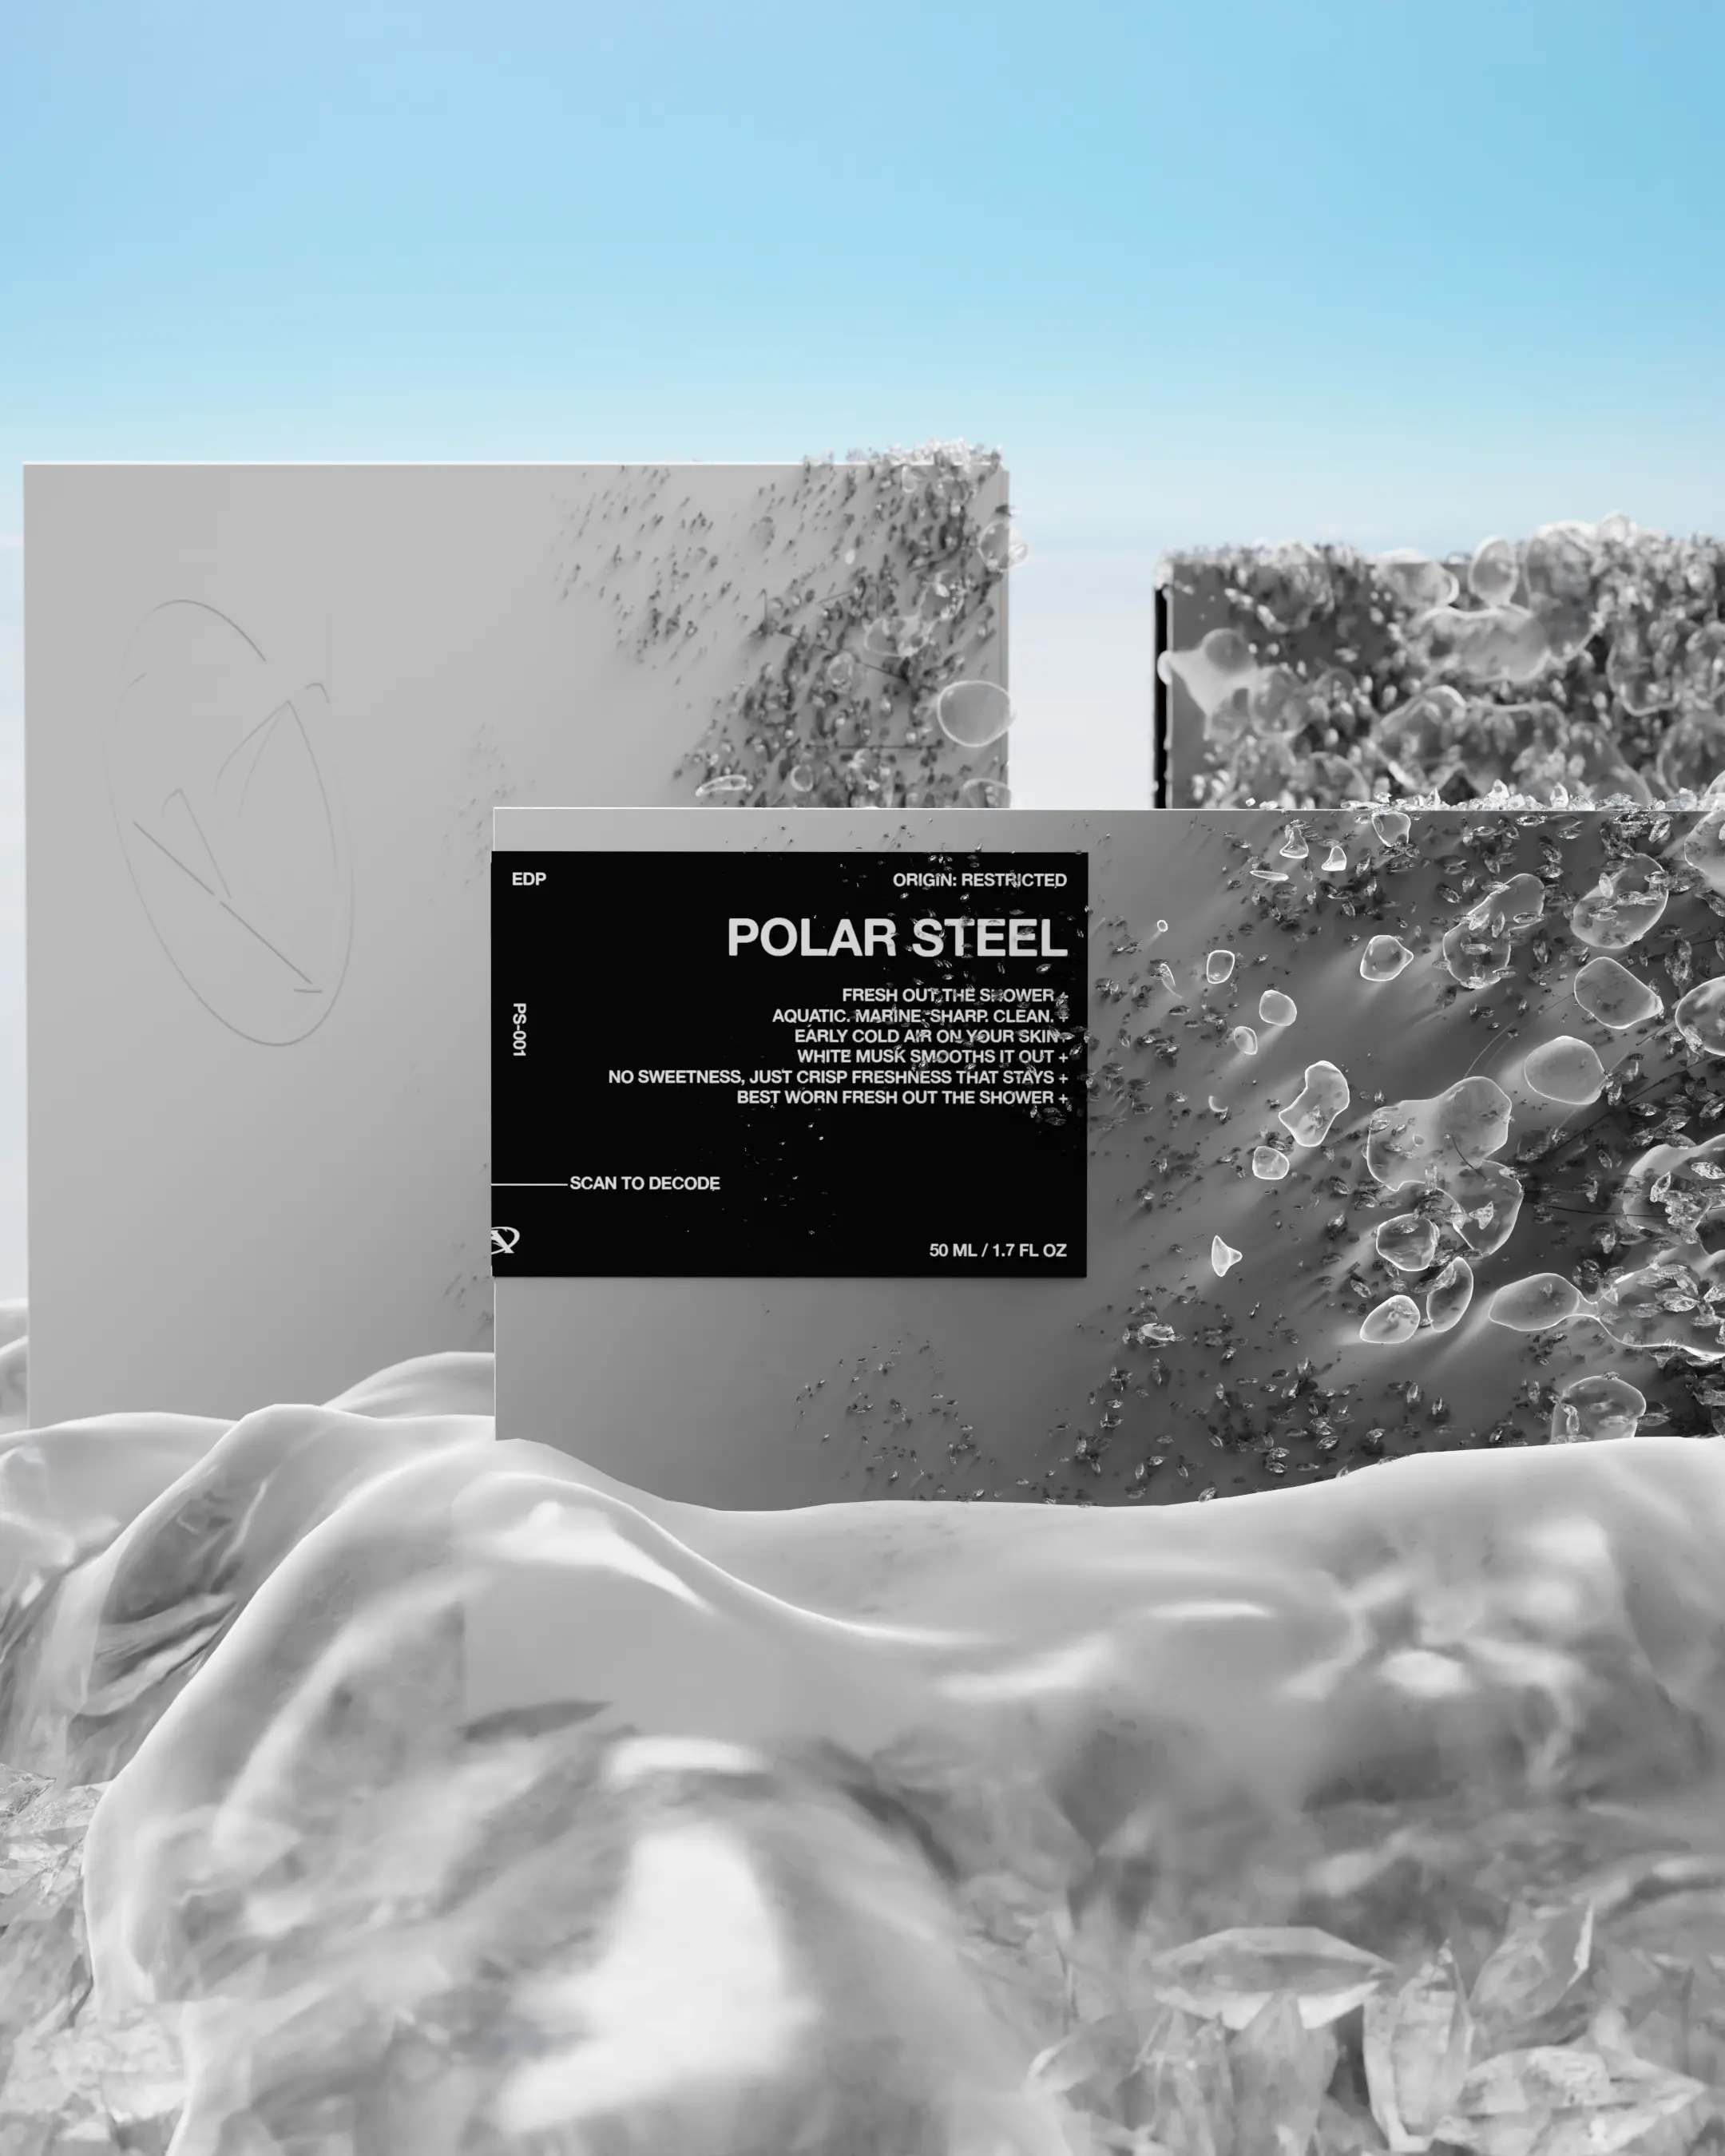 EDP
ORIGIN: RESTRICTED
POLAR STEEL
FRESH OUT THE SHOWER +
AQUATIC. MARINE. SHARP. CLEAN. +
EARLY COLD AIR ON YOUR SKIN +
WHITE MUSK SMOOTHS IT OUT +
NO SWEETNESS, JUST CRISP FRESHNESS THAT STAYS +
BEST WORN FRESH OUT THE SHOWER +
PS-001
SCAN TO DECODE
50 ML / 1.7 FL OZ